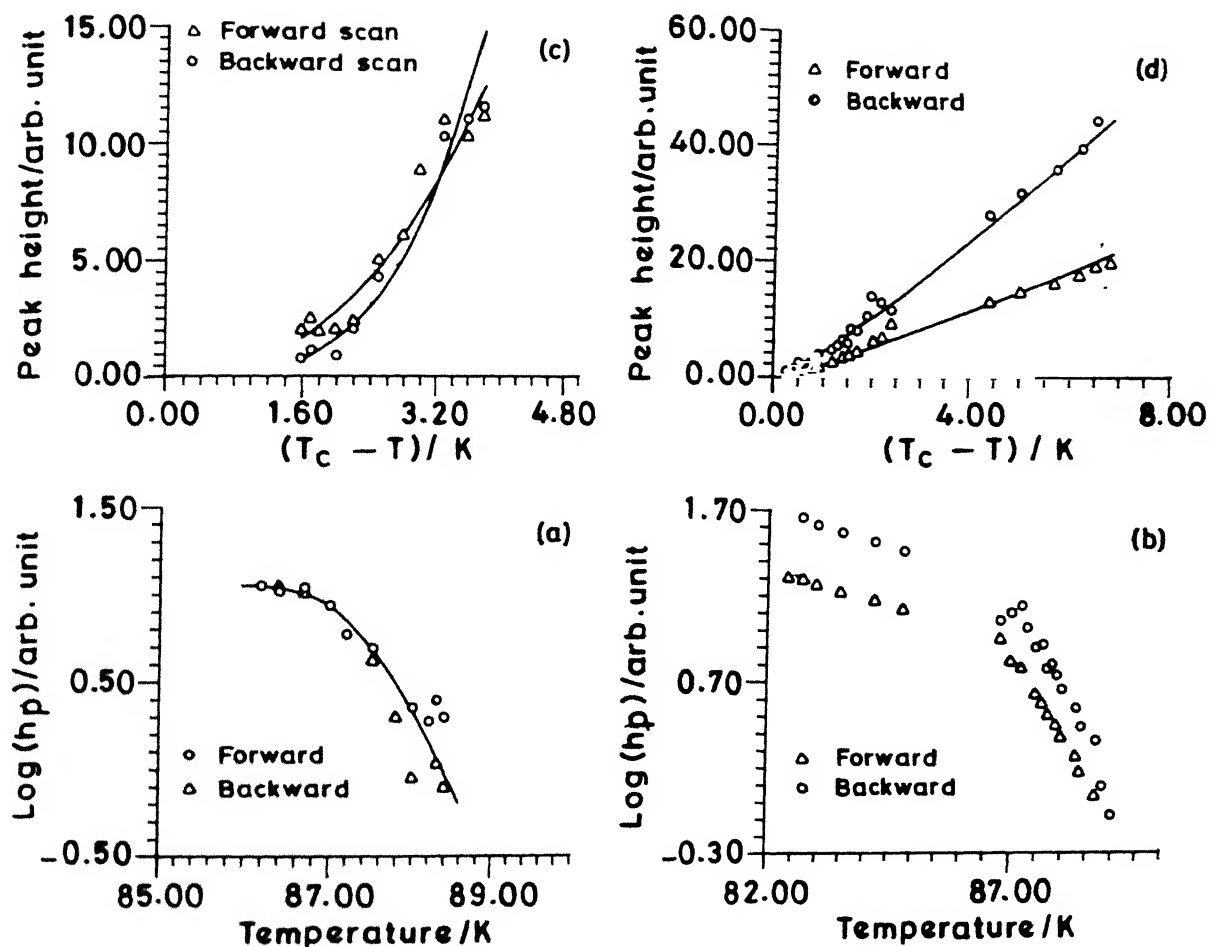 15.00
10.00
5.00
0.00
Peak height/arb. unit
Forward scan
Backward scan
(c)
0.00 1.60 3.20 4.80
(Tc – T)/ K
60.00
40.00
20.00
0.00
Peak height/arb.unit
Forward
Backward
(d)
0.00 4.00 8.00
(Tc – T) / K
1.50
0.50
–0.50
Log (hp)/arb. unit
(a)
Forward
Backward
85.00 87.00 89.00
Temperature/K
1.70
0.70
–0.30
Log (hp)/arb.unit
(b)
Forward
Backward
82.00 87.00
Temperature/K